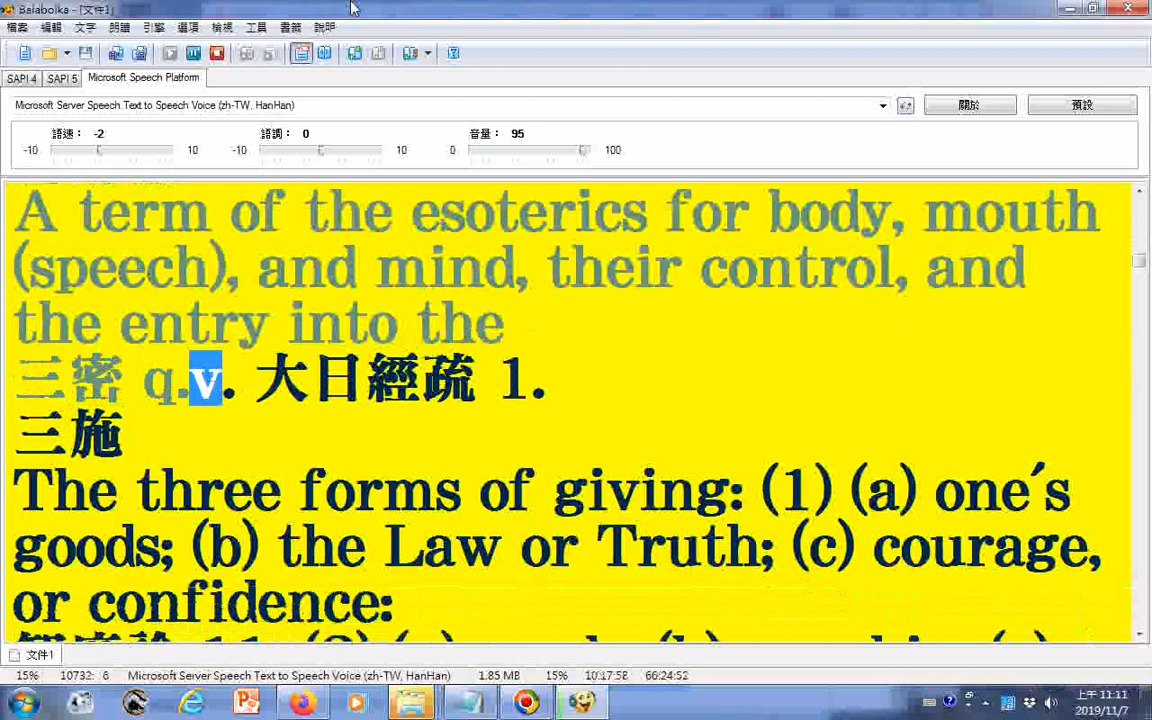 Balabolka - [文件1]
檔案 編輯 文字 朗讀 引擎 選項 檢視 工具 書籤 說明
SAPI 4 SAPI 5 Microsoft Speech Platform
Microsoft Server Speech Text to Speech Voice (zh-TW, HanHan) 關於 預設
語速： -2 語調： 0 音量： 95
-10 10 -10 10 0 100
A term of the esoterics for body, mouth
(speech), and mind, their control, and
the entry into the
三密 q.v. 大日經疏 1.
三施
The three forms of giving: (1) (a) one´s
goods; (b) the Law or Truth; (c) courage,
or confidence:
文件1
15% 10732: 6 Microsoft Server Speech Text to Speech Voice (zh-TW, HanHan) 1.85 MB 15% 10:17:58 66:24:52
上午 11:11
2019/11/7